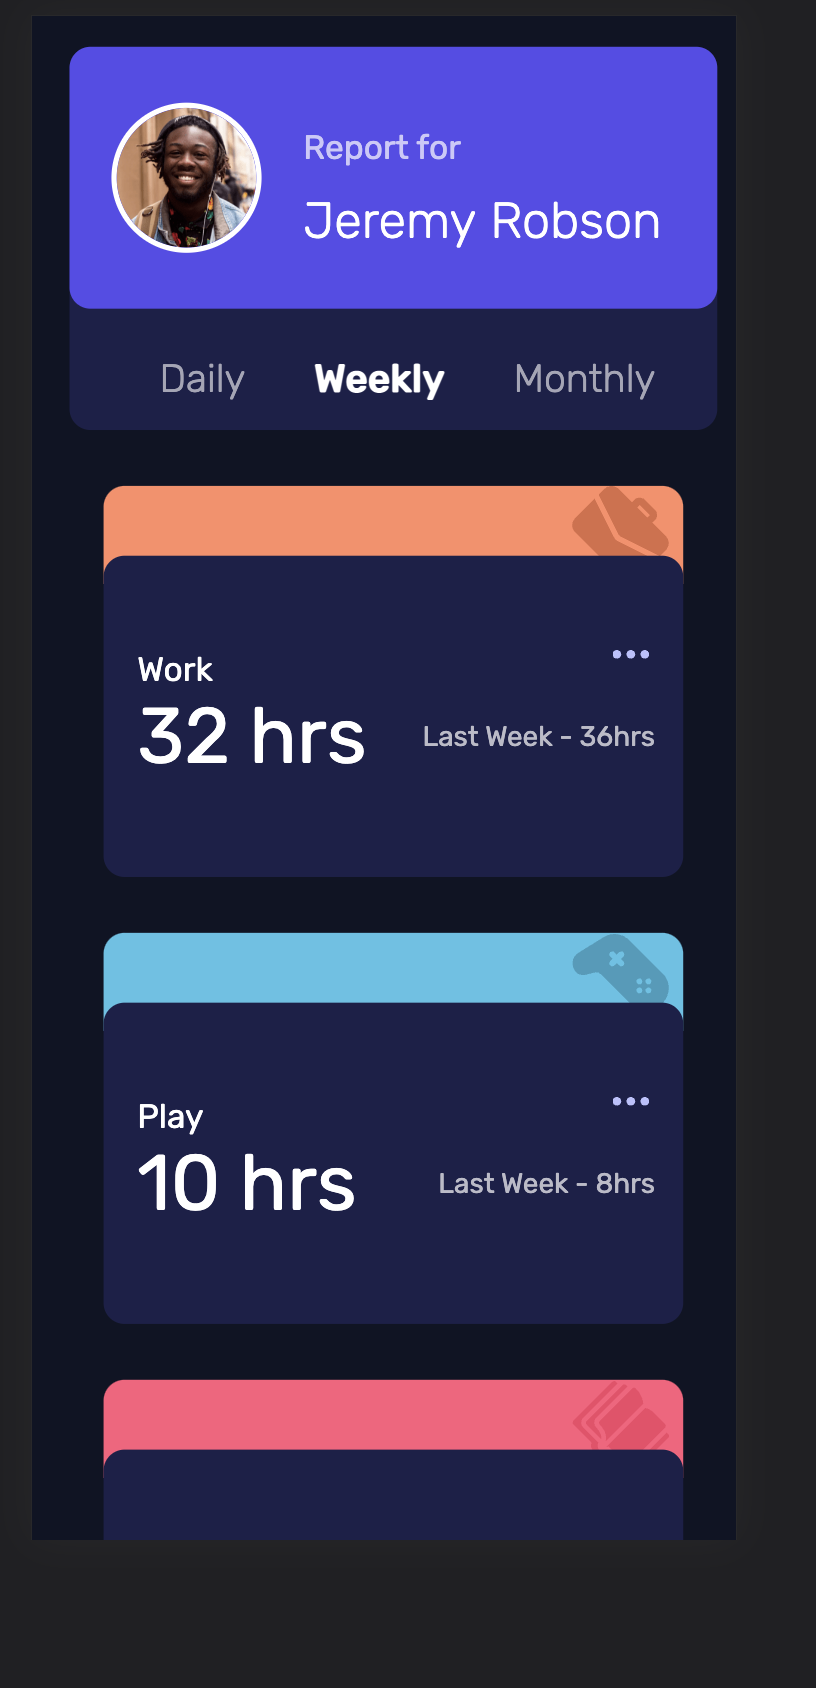 Report for
Jeremy Robson
Daily Weekly Monthly
Work
32 hrs
Last Week - 36hrs
Play
10 hrs
Last Week - 8hrs